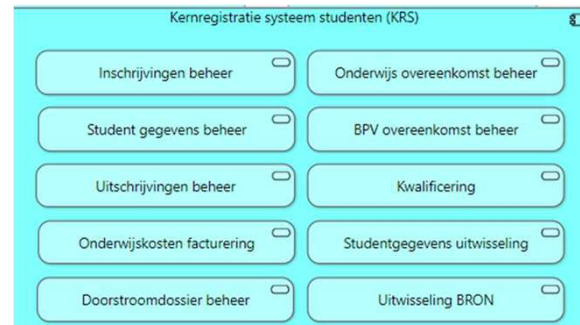 Kernregistratie systeem studenten (KRS)
Inschrijvingen beheer
Onderwijs overeenkomst beheer
Student gegevens beheer
BPV overeenkomst beheer
Uitschrijvingen beheer
Kwalificering
Onderwijskosten facturering
Studentgegevens uitwisseling
Doorstroomdossier beheer
Uitwisseling BRON